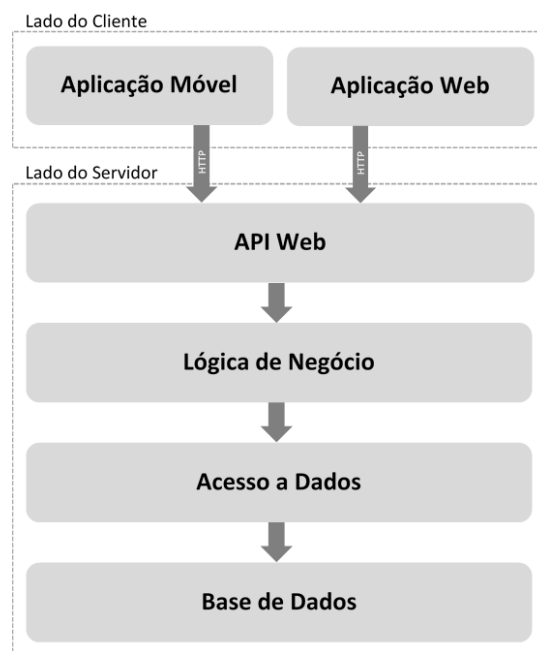 Lado do Cliente
Aplicação Móvel
Aplicação Web
HTTP
HTTP
Lado do Servidor
API Web
Lógica de Negócio
Acesso a Dados
Base de Dados